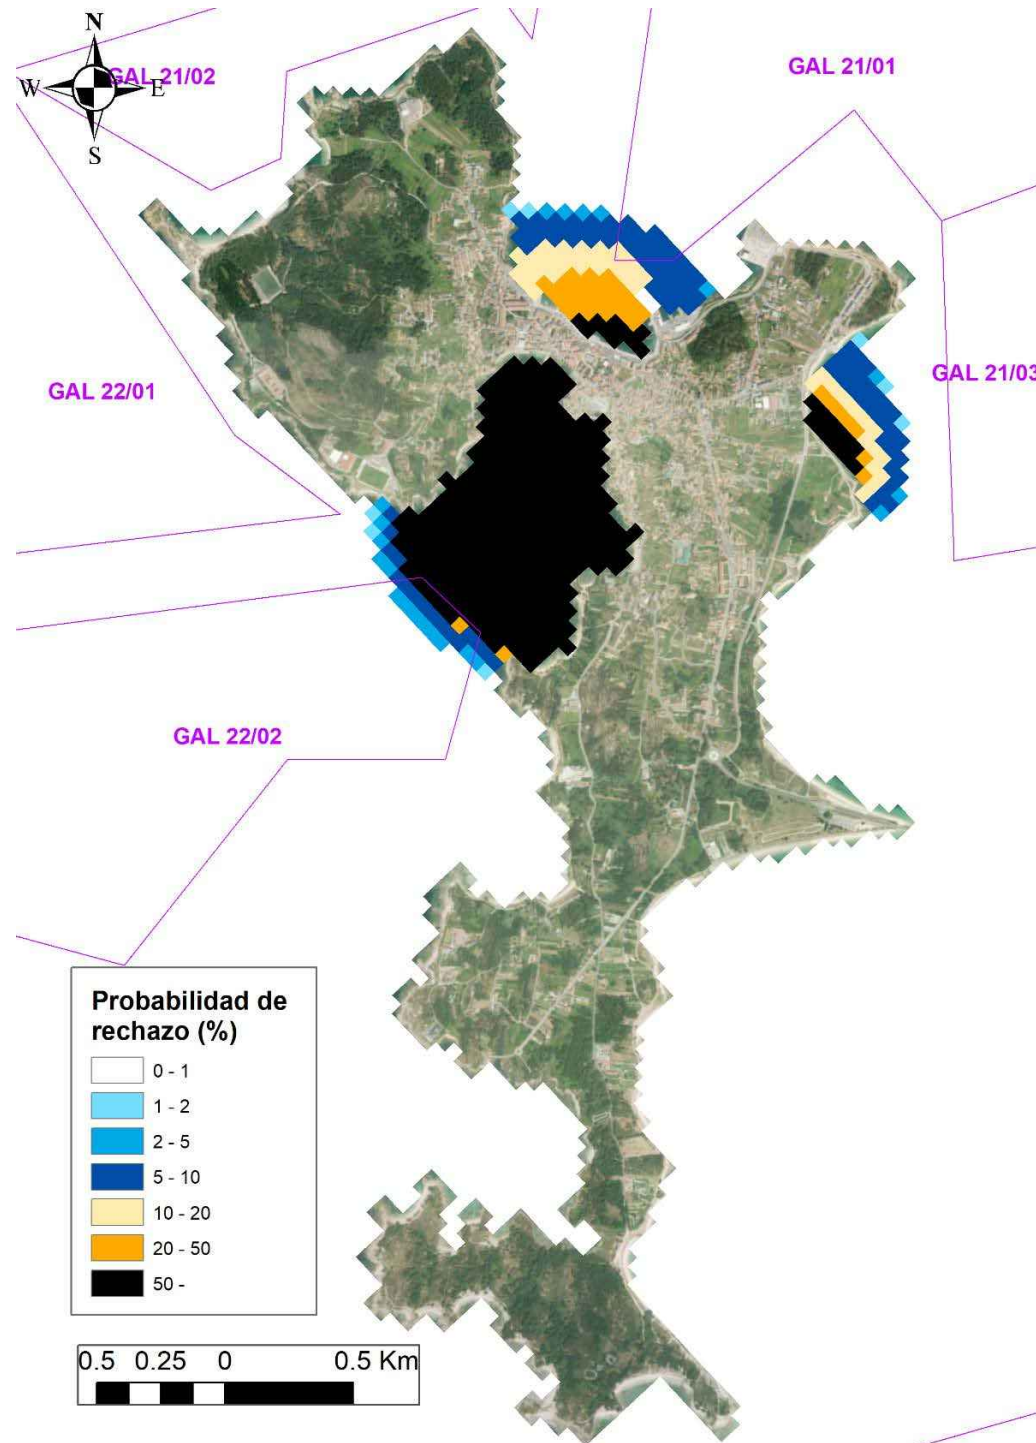 N
W
E
S
GAL 21/02
GAL 21/01
GAL 22/01
GAL 21/03
GAL 22/02
Probabilidad de
rechazo (%)
0 - 1
1 - 2
2 - 5
5 - 10
10 - 20
20 - 50
50 -
0.5 0.25 0 0.5 Km